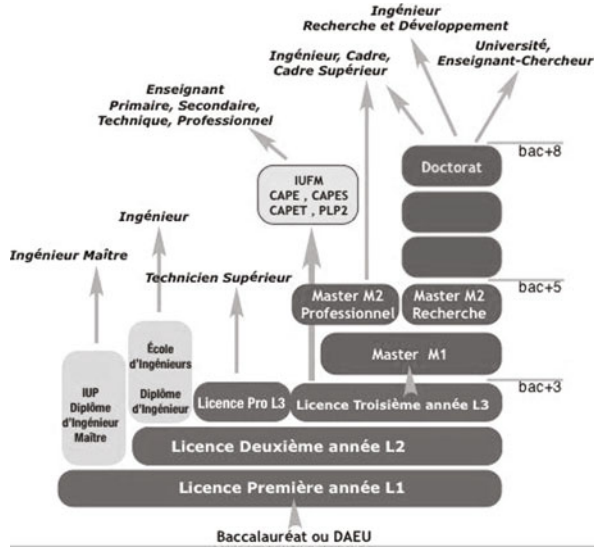 Ingénieur
Recherche et Développement
Ingénieur, Cadre,
Cadre Supérieur
Université,
Enseignant-Chercheur
Enseignant
Primaire, Secondaire,
Technique, Professionnel
bac+8
Doctorat
IUFM
CAPE , CAPES
CAPET , PLP2
Ingénieur
Ingénieur Maître
Technicien Supérieur
bac+5
Master M2
Professionnel
Master M2
Recherche
École
d'Ingénieurs
Diplôme
d'Ingénieur
Master M1
IUP
Diplôme
d'Ingénieur
Maître
bac+3
Licence Pro L3
Licence Troisième année L3
Licence Deuxième année L2
Licence Première année L1
Baccalauréat ou DAEU